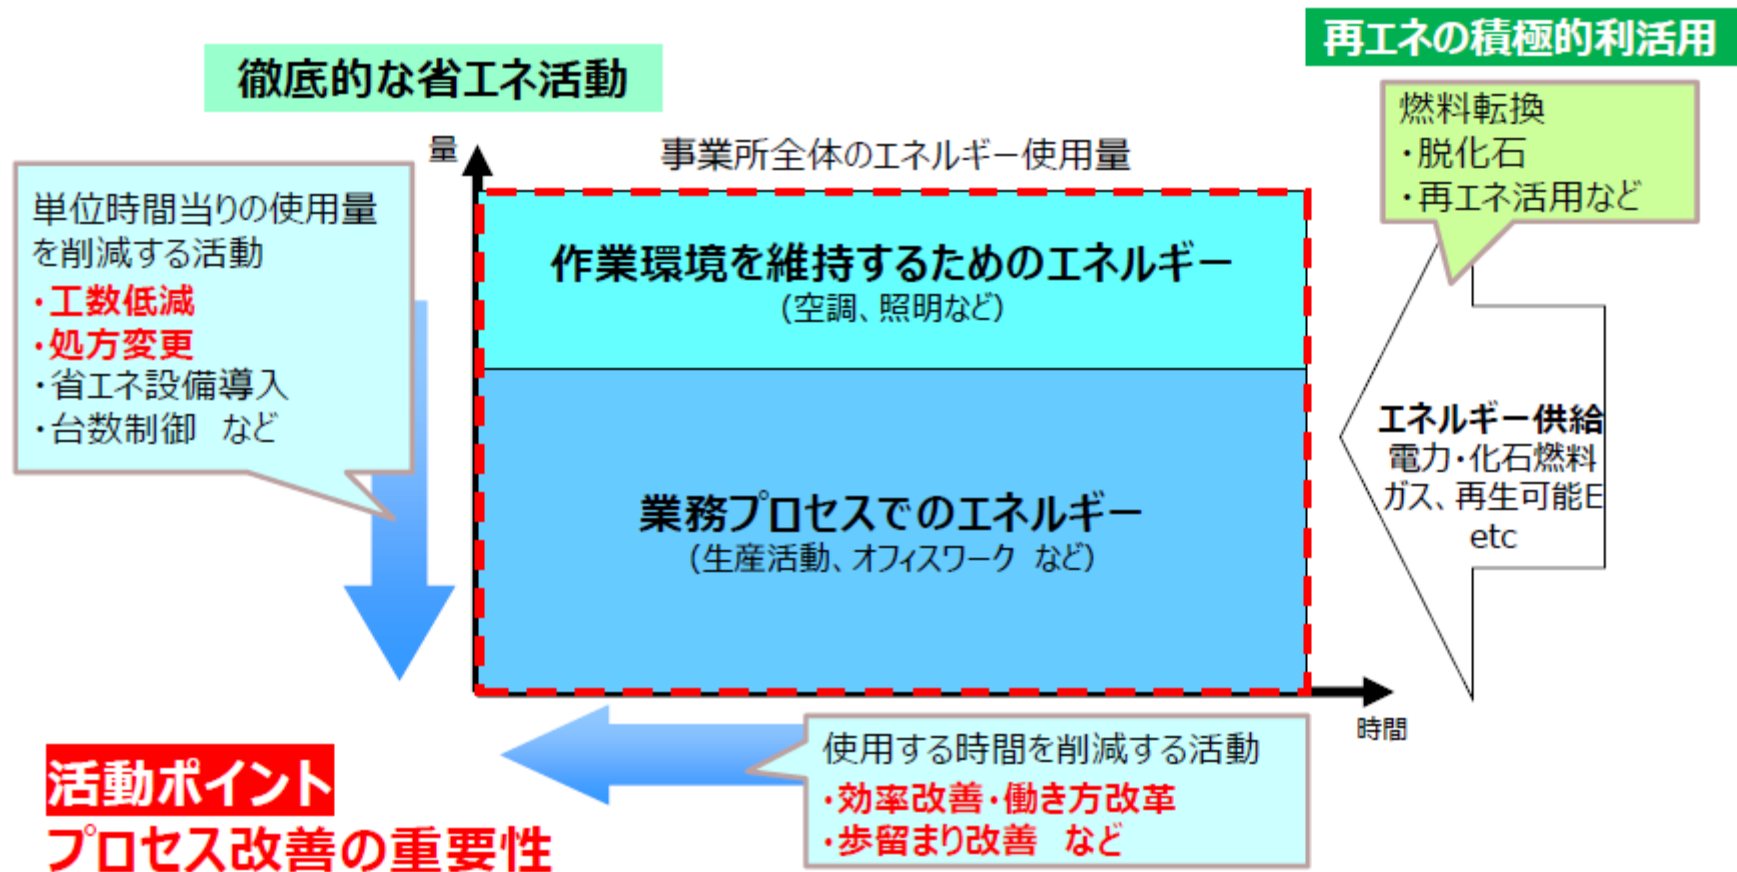 再エネの積極的利活用
徹底的な省エネ活動
燃料転換
・脱化石
・再エネ活用など
量
事業所全体のエネルギー使用量
単位時間当りの使用量
を削減する活動
・工数低減
・処方変更
・省エネ設備導入
・台数制御　など
作業環境を維持するためのエネルギー
(空調、照明など)
業務プロセスでのエネルギー
(生産活動、オフィスワーク　など)
エネルギー供給
電力・化石燃料
ガス、再生可能E
etc
時間
使用する時間を削減する活動
・効率改善・働き方改革
・歩留まり改善　など
活動ポイント
プロセス改善の重要性